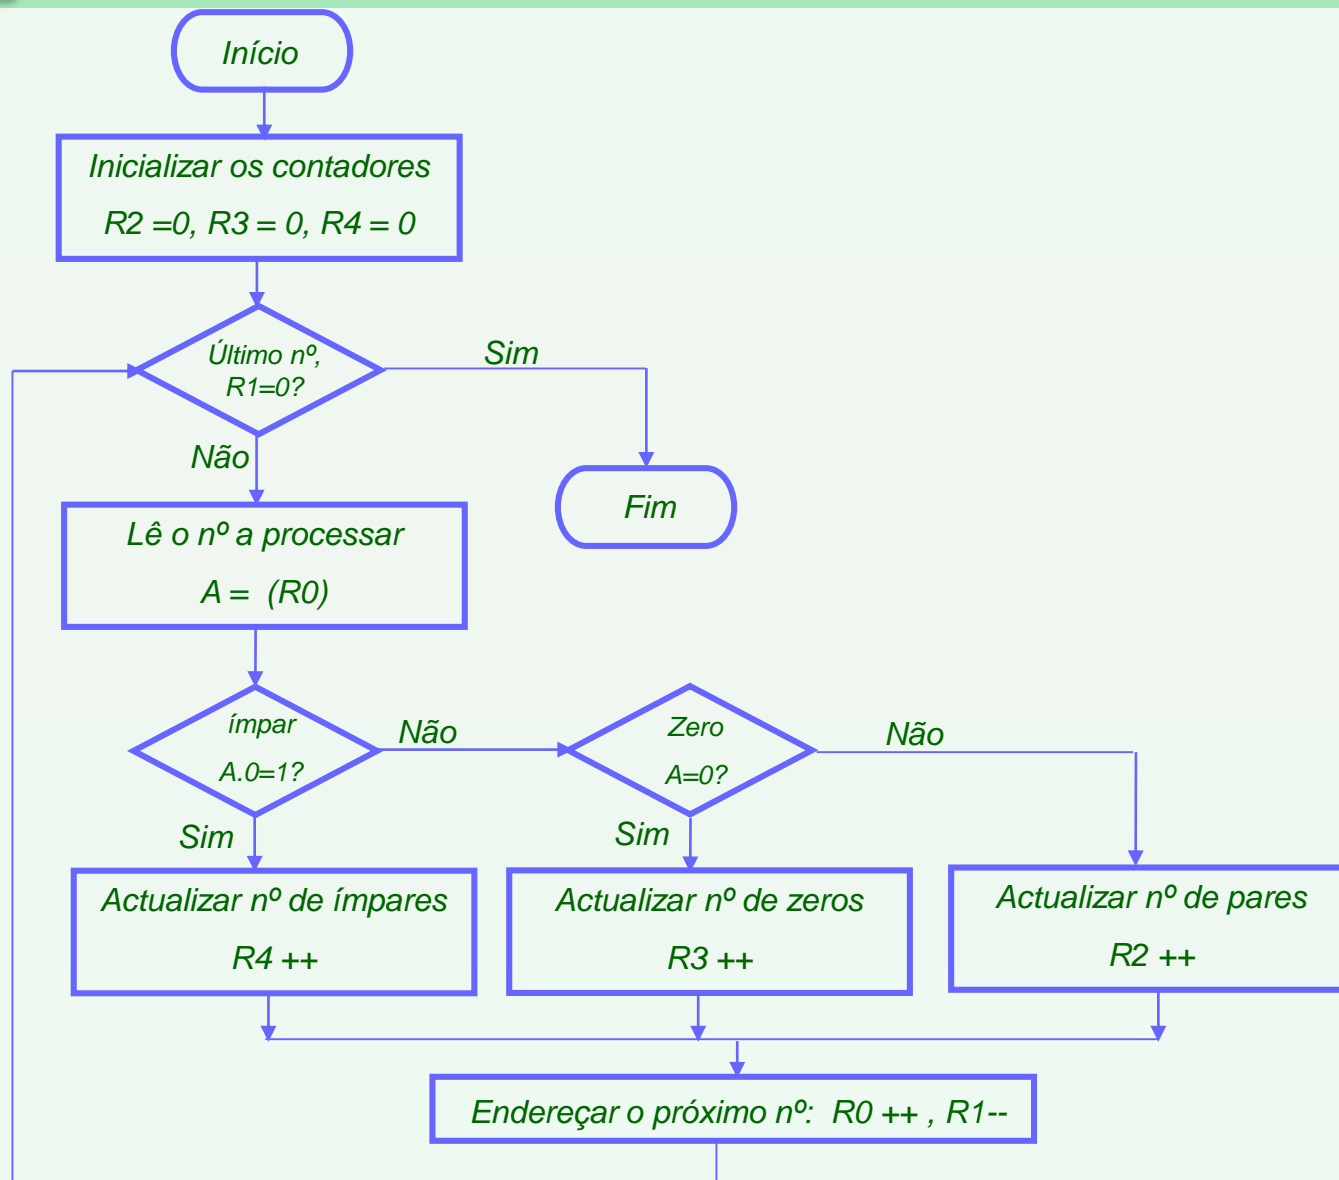 Início
Inicializar os contadores
R2 =0, R3 = 0, R4 = 0
Último nº,
R1=0?
Sim
Não
Fim
Lê o nº a processar
A = (R0)
ímpar
A.0=1?
Não
Zero
A=0?
Não
Sim
Sim
Actualizar nº de ímpares
R4 ++
Actualizar nº de zeros
R3 ++
Actualizar nº de pares
R2 ++
Endereçar o próximo nº: R0 ++ , R1--